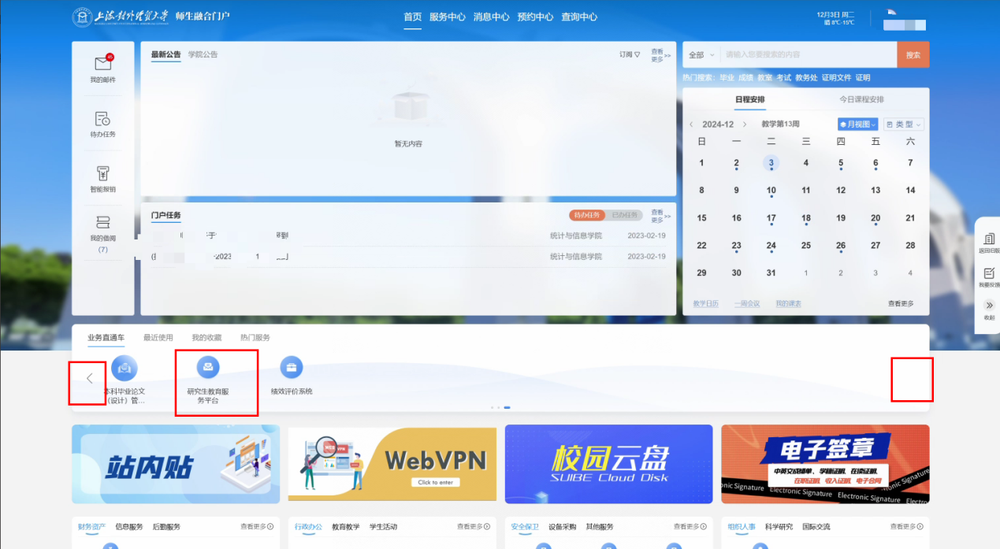 上海对外经贸大学 师生融合门户
首页 服务中心 消息中心 预约中心 查询中心
12月3日 周二
晴 8℃-15℃
45
我的邮件
待办任务
智能报销
我的借阅
(7)
最新公告 学院公告
订阅
查看更多>>
暂无内容
门户任务
待办任务 已办任务
查看更多>>
统计与信息学院 2023-02-19
-2023 1
统计与信息学院 2023-02-19
全部 请输入您要搜索的内容 搜索
热门搜索: 毕业 成绩 教室 考试 教务处 证明文件 证明
日程安排 今日课程安排
2024-12 教学第13周 月视图 类 型
日 一 二 三 四 五 六
1 2 3 4 5 6 7
8 9 10 11 12 13 14
15 16 17 18 19 20 21
22 23 24 25 26 27 28
29 30 31 1 2 3 4
教学日历 一周会议 我的课表 查看更多
返回旧版
我要反馈
收起
业务直通车 最近使用 我的收藏 热门服务
本科毕业论文
（设计）管...
研究生教育服
务平台
绩效评价系统
站内贴
WebVPN
Click to enter
校园云盘
SUIBE Cloud Disk
电子签章
中英文成绩单、学籍证明、在读证明、
在职证明、收入证明、电子合同
onic Signature Electronic Signature Electronic Signature Electro
ronic Signature
财务资产 信息服务 后勤服务 查看更多
行政办公 教育教学 学生活动 查看更多
安全保卫 设备采购 其他服务 查看更多
组织人事 科学研究 国际交流 查看更多